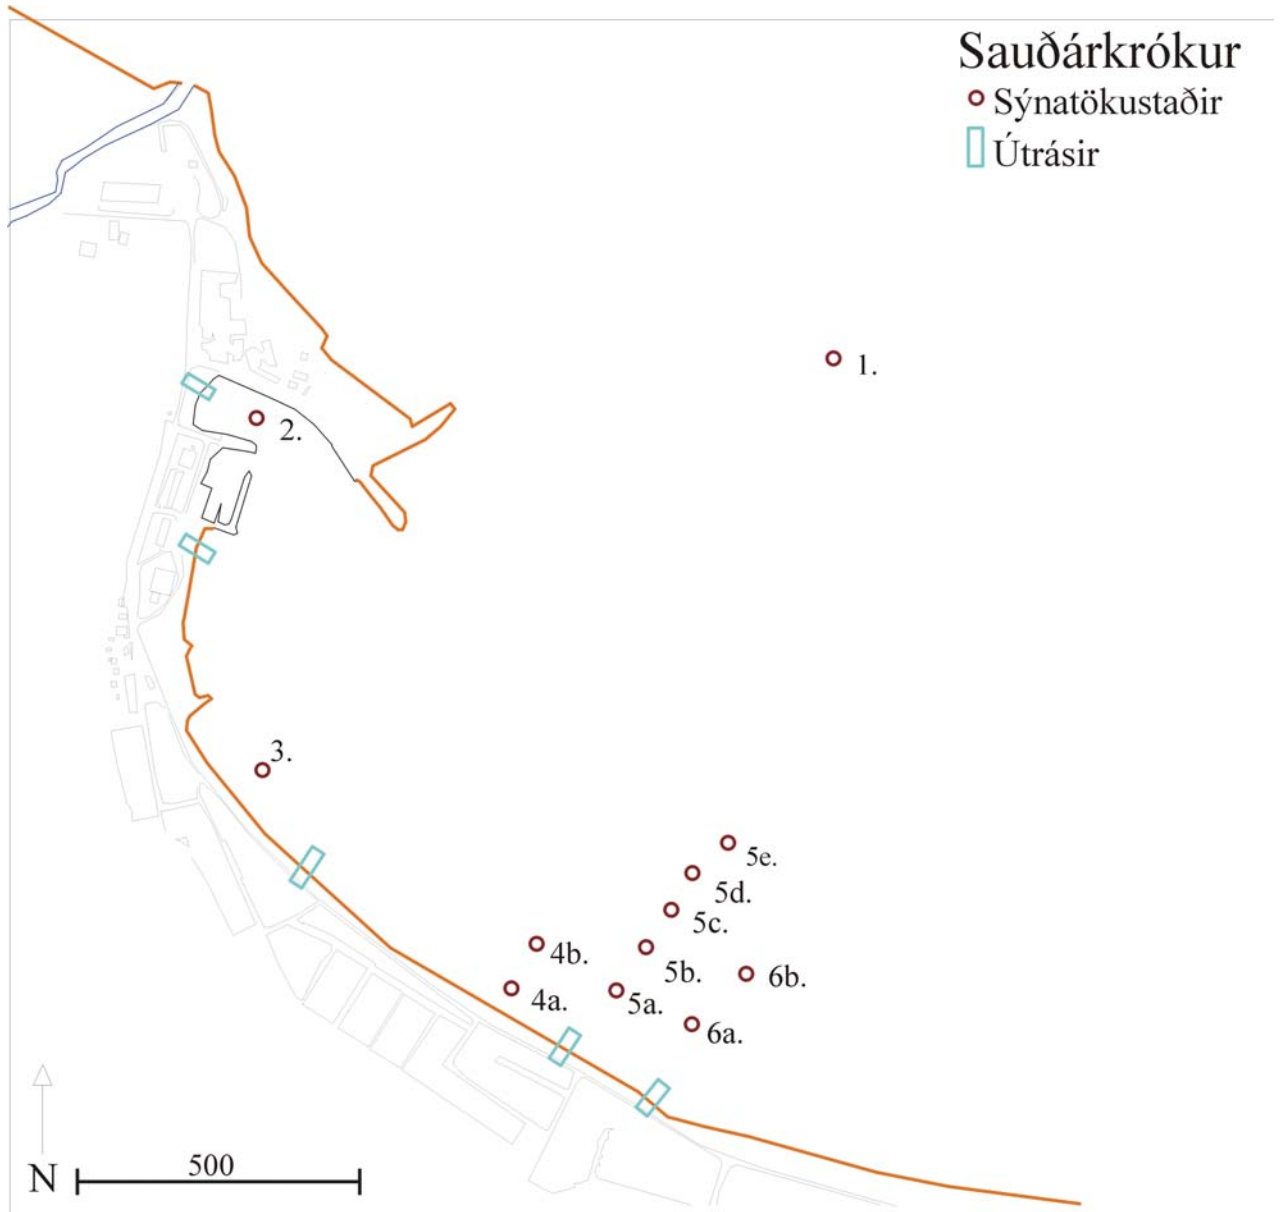 Sauðárkrókur
Sýnatökustaðir
Útrásir
1.
2.
3.
5e.
5d.
5c.
4b.
5b.
6b.
4a.
5a.
6a.
500
N